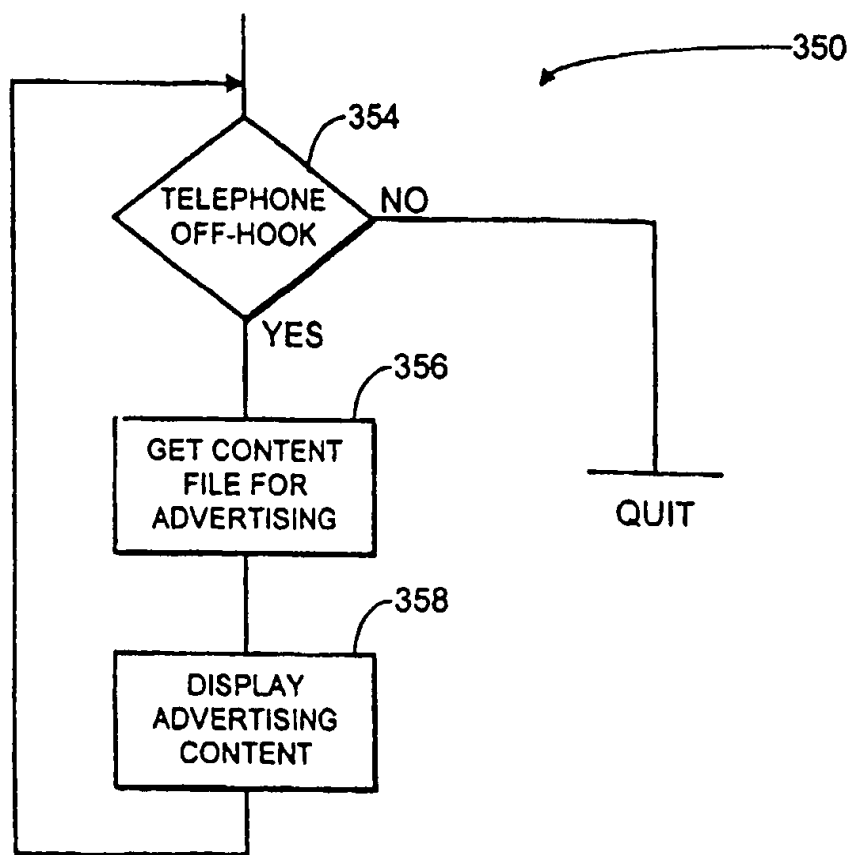 350
354
TELEPHONE
OFF-HOOK
NO
YES
356
GET CONTENT
FILE FOR
ADVERTISING
QUIT
358
DISPLAY
ADVERTISING
CONTENT